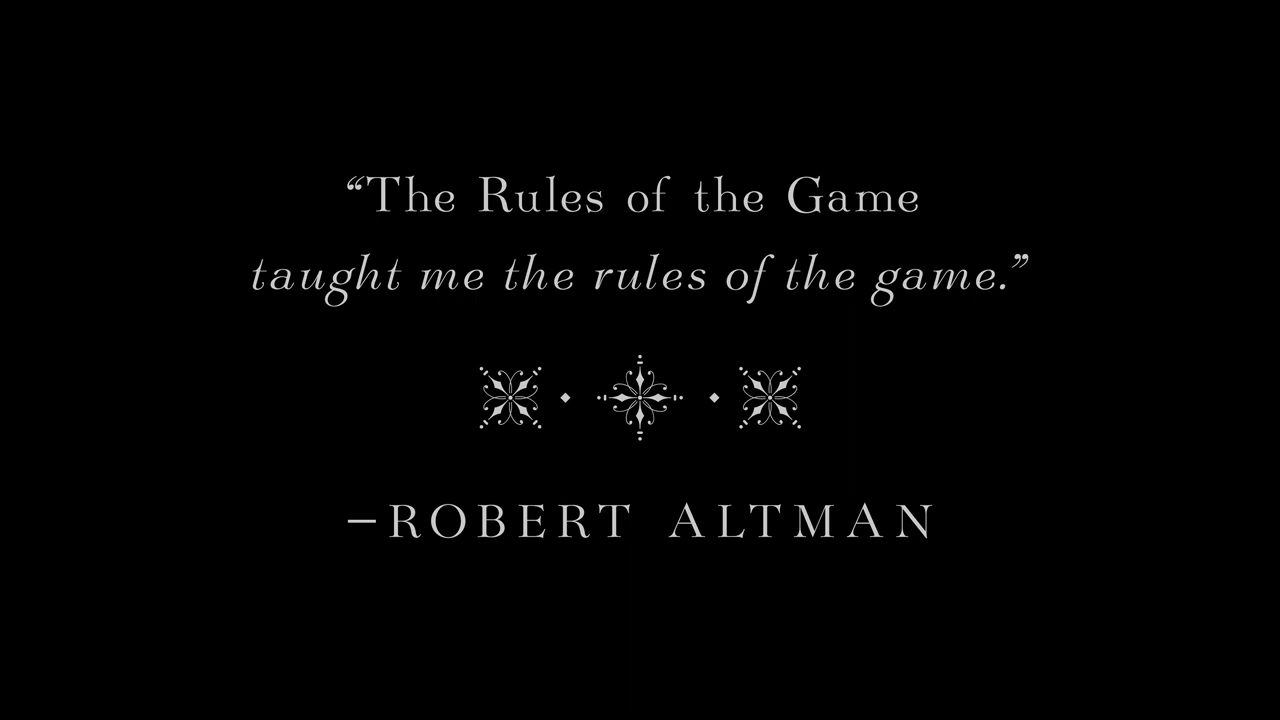 “The Rules of the Game
taught me the rules of the game.”
–ROBERT ALTMAN